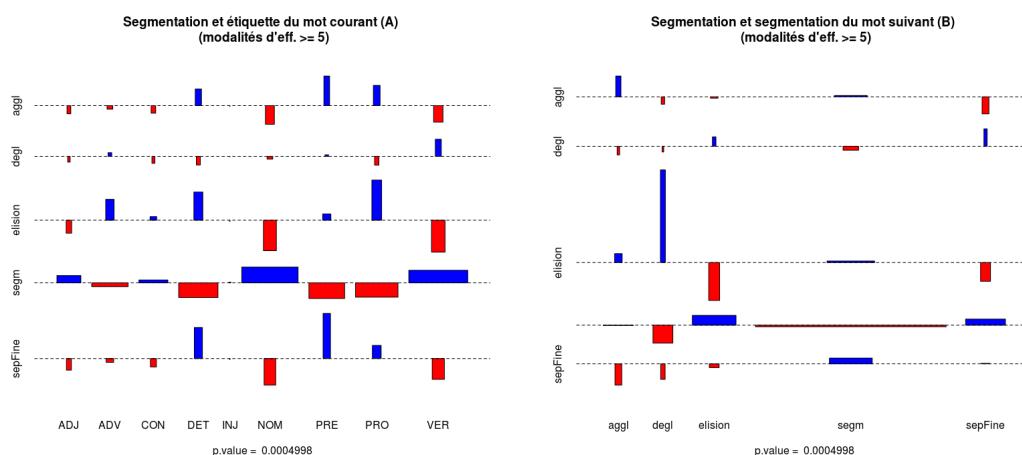 Segmentation et étiquette du mot courant (A)
(modalités d'eff. >= 5)
aggl
degl
elision
segm
sepFine
ADJ ADV CON DET INJ NOM PRE PRO VER
p.value = 0.0004998
Segmentation et segmentation du mot suivant (B)
(modalités d'eff. >= 5)
aggl
degl
elision
sepFine
aggl degl elision segm sepFine
p.value = 0.0004998